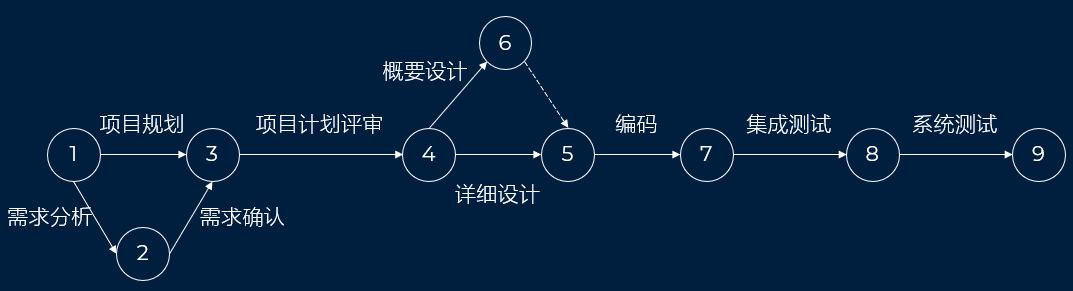 6
概要设计
项目规划
项目计划评审
编码
集成测试
系统测试
1
3
4
5
7
8
9
详细设计
需求分析
需求确认
2